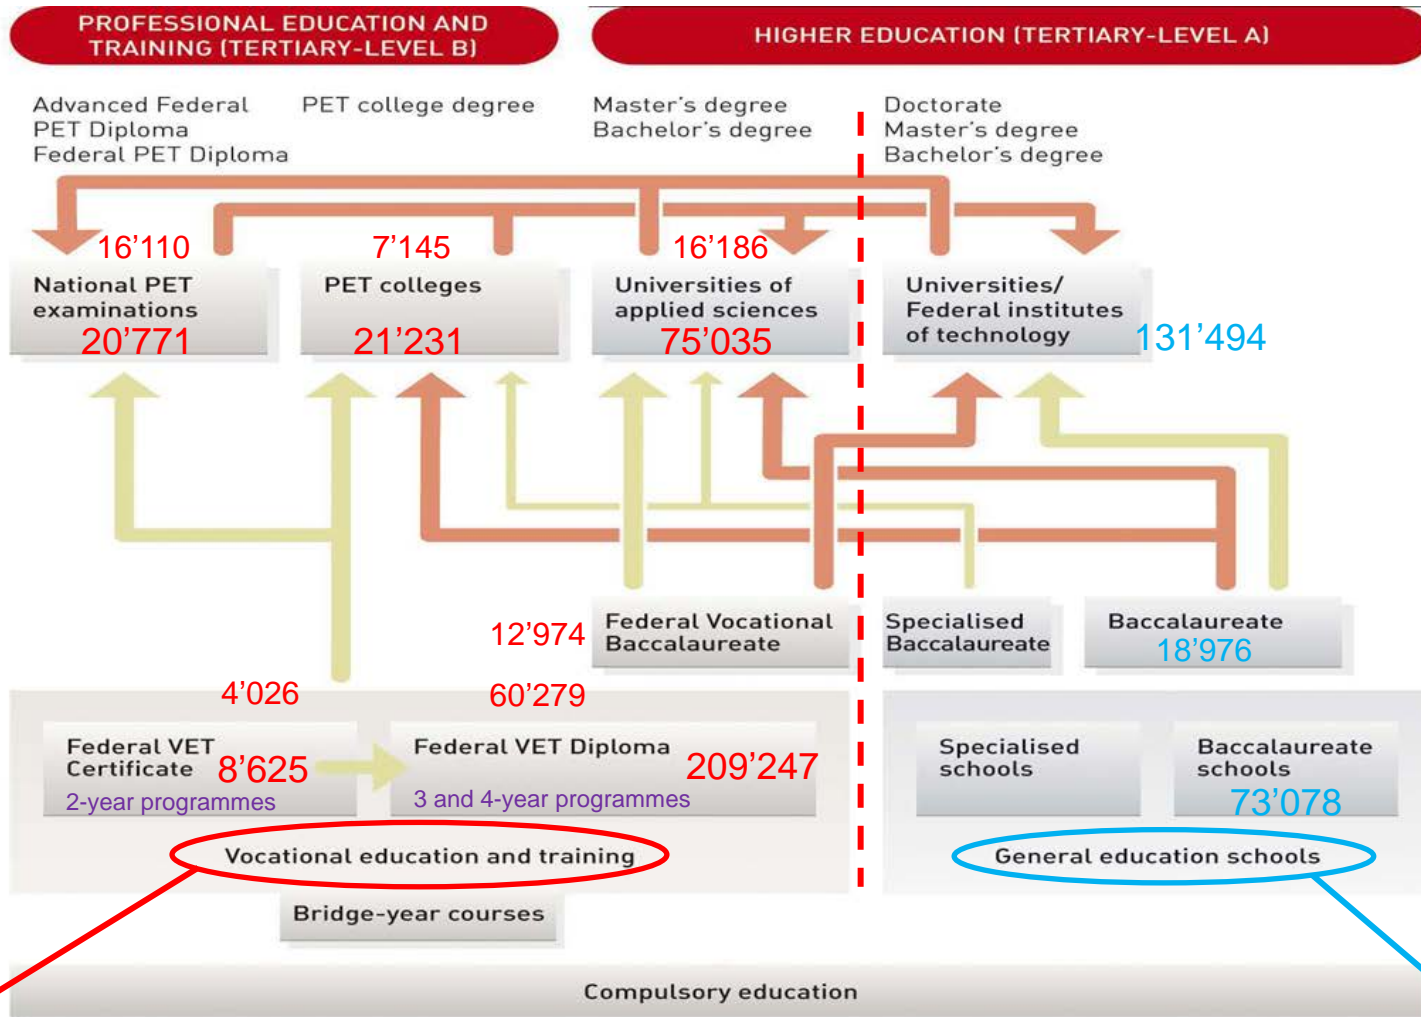 PROFESSIONAL EDUCATION AND
TRAINING (TERTIARY-LEVEL B)
HIGHER EDUCATION (TERTIARY-LEVEL A)
Advanced Federal
PET Diploma
Federal PET Diploma
PET college degree
Master's degree
Bachelor's degree
Doctorate
Master's degree
Bachelor's degree
16'110
7'145
16'186
National PET
examinations
20'771
PET colleges
21'231
Universities of
applied sciences
75'035
Universities/
Federal institutes
of technology
131'494
12'974
Federal Vocational
Baccalaureate
Specialised
Baccalaureate
Baccalaureate
18'976
4'026
60'279
Federal VET
Certificate
8'625
2-year programmes
Federal VET Diploma
209'247
3 and 4-year programmes
Specialised
schools
Baccalaureate
schools
73'078
Vocational education and training
General education schools
Bridge-year courses
Compulsory education